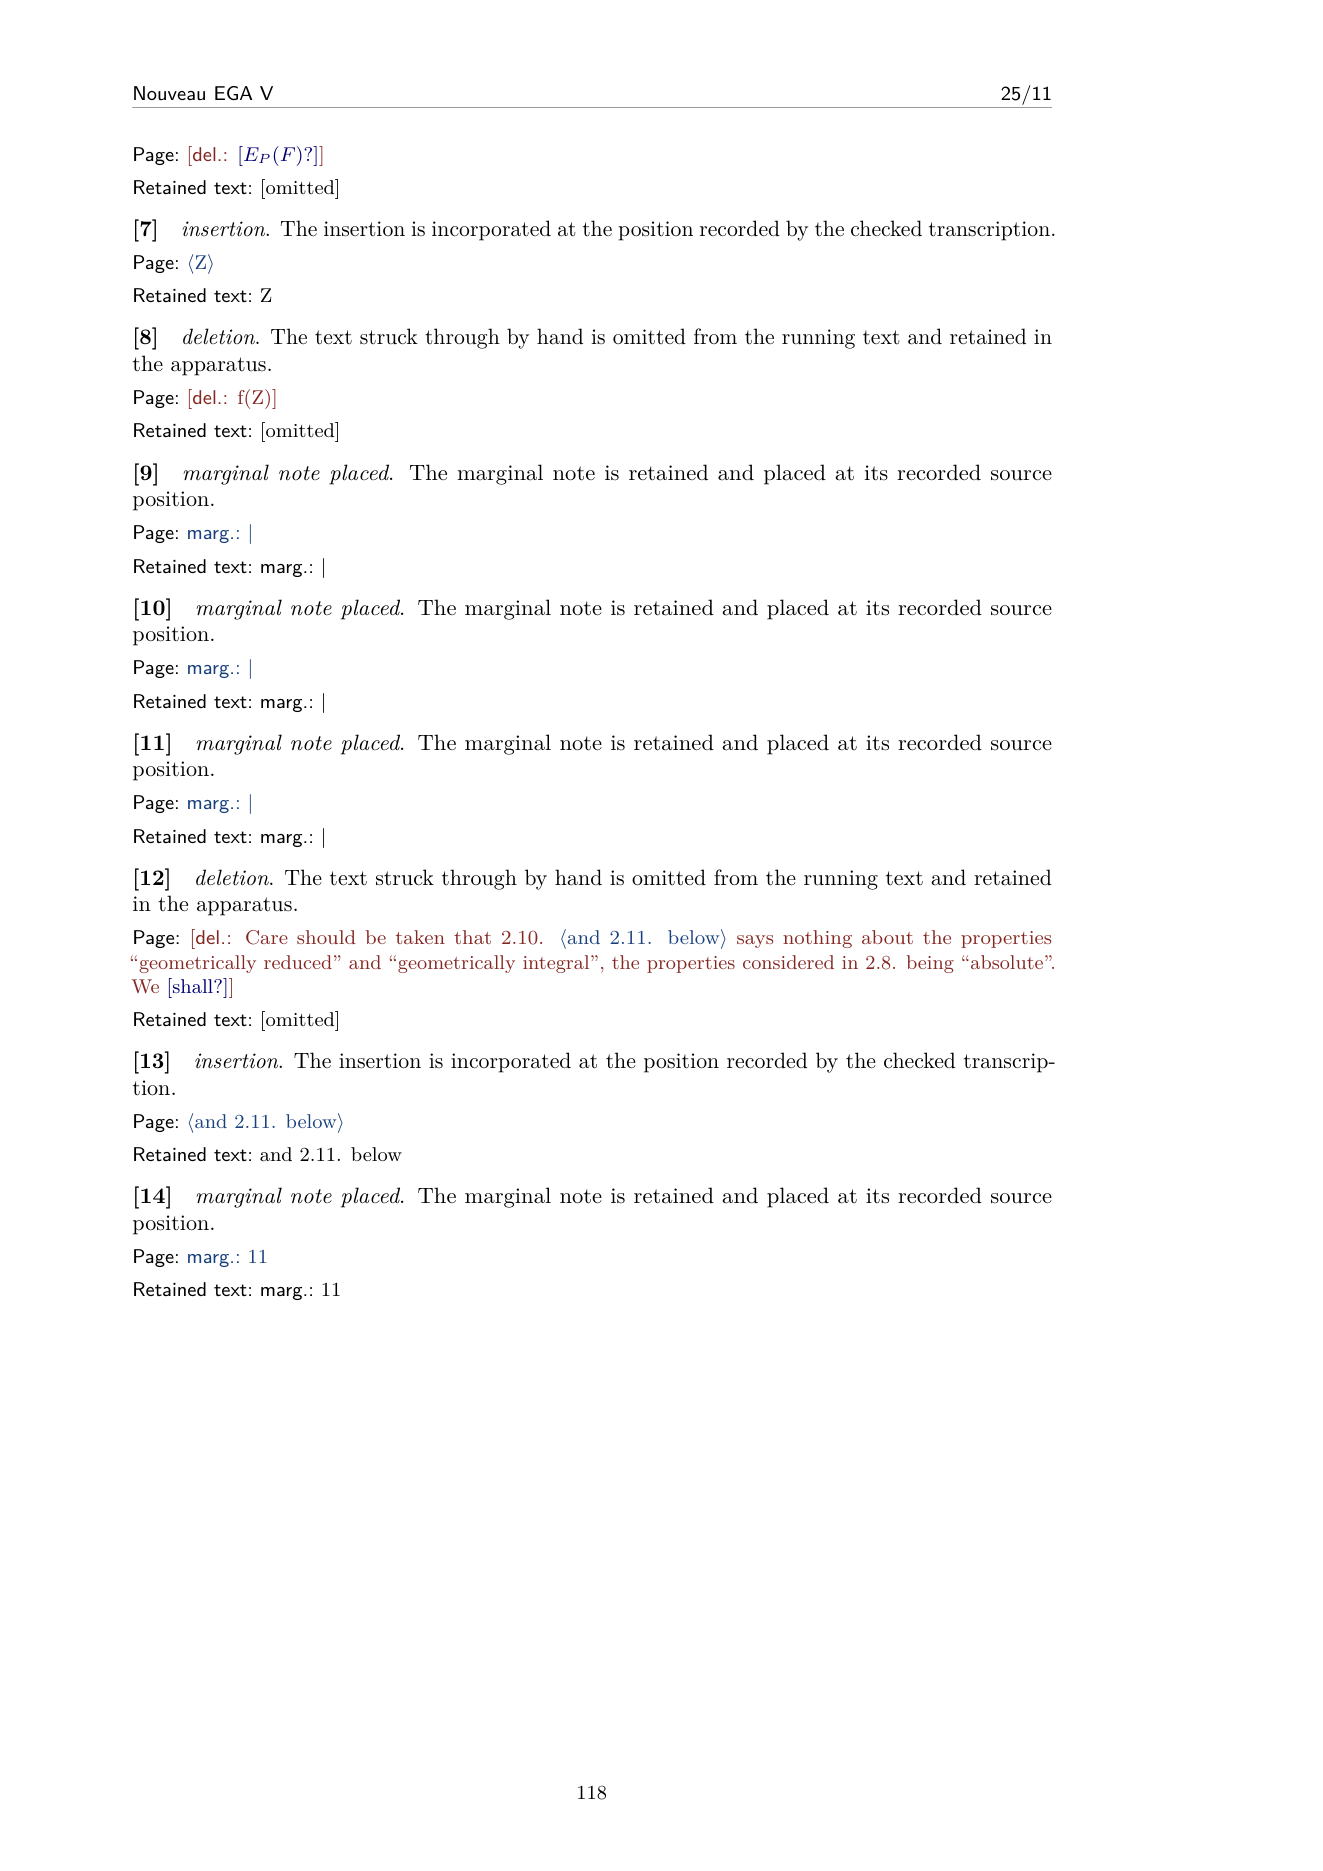 Nouveau EGA V 25/11
Page: [del.: [E_P(F)?]]
Retained text: [omitted]
[7] insertion. The insertion is incorporated at the position recorded by the checked transcription.
Page: ⟨Z⟩
Retained text: Z
[8] deletion. The text struck through by hand is omitted from the running text and retained in
the apparatus.
Page: [del.: f(Z)]
Retained text: [omitted]
[9] marginal note placed. The marginal note is retained and placed at its recorded source
position.
Page: marg.: |
Retained text: marg.: |
[10] marginal note placed. The marginal note is retained and placed at its recorded source
position.
Page: marg.: |
Retained text: marg.: |
[11] marginal note placed. The marginal note is retained and placed at its recorded source
position.
Page: marg.: |
Retained text: marg.: |
[12] deletion. The text struck through by hand is omitted from the running text and retained
in the apparatus.
Page: [del.: Care should be taken that 2.10. ⟨and 2.11. below⟩ says nothing about the properties
“geometrically reduced” and “geometrically integral”, the properties considered in 2.8. being “absolute”.
We [shall?]]
Retained text: [omitted]
[13] insertion. The insertion is incorporated at the position recorded by the checked transcrip-
tion.
Page: ⟨and 2.11. below⟩
Retained text: and 2.11. below
[14] marginal note placed. The marginal note is retained and placed at its recorded source
position.
Page: marg.: 11
Retained text: marg.: 11
118